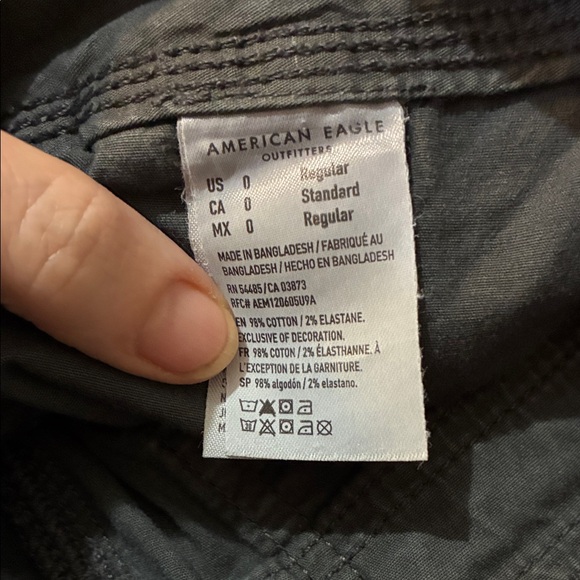 AMERICAN EAGLE
OUTFITTERS
US 0 Regular
CA 0 Standard
MX 0 Regular
MADE IN BANGLADESH / FABRIQUÉ AU
BANGLADESH / HECHO EN BANGLADESH
RN 54485 / CA 03873
RFC# AEM120605U9A
EN 98% COTTON / 2% ELASTANE.
EXCLUSIVE OF DECORATION.
FR 98% COTON / 2% ÉLASTHANNE. À
L'EXCEPTION DE LA GARNITURE.
SP 98% algodón / 2% elastano.